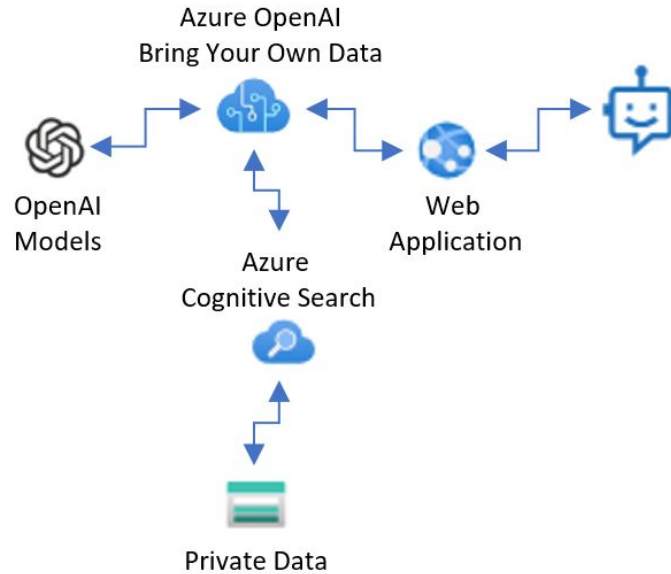 Azure OpenAI
Bring Your Own Data
OpenAI
Models
Web
Application
Azure
Cognitive Search
Private Data